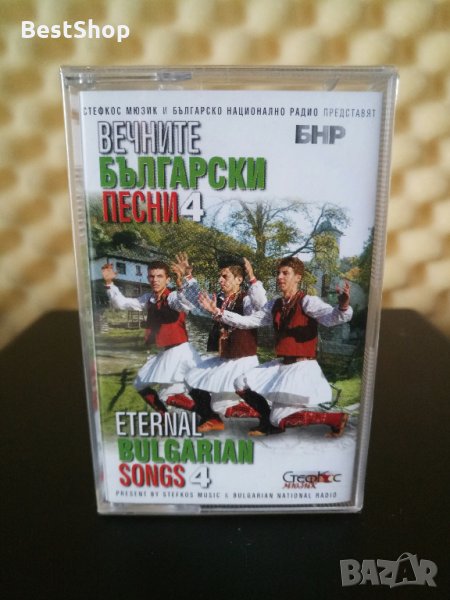 BestShop
СТЕФКОС МЮЗИК И БЪЛГАРСКО НАЦИОНАЛНО РАДИО ПРЕДСТАВЯТ
ВЕЧНИТЕ
БНР
БЪЛГАРСКИ
ПЕСНИ 4
ETERNAL
BULGARIAN
SONGS 4
СтефКос
МЮЗИК
PRESENT BY STEFKOS MUSIC & BULGARIAN NATIONAL RADIO
BAZAR